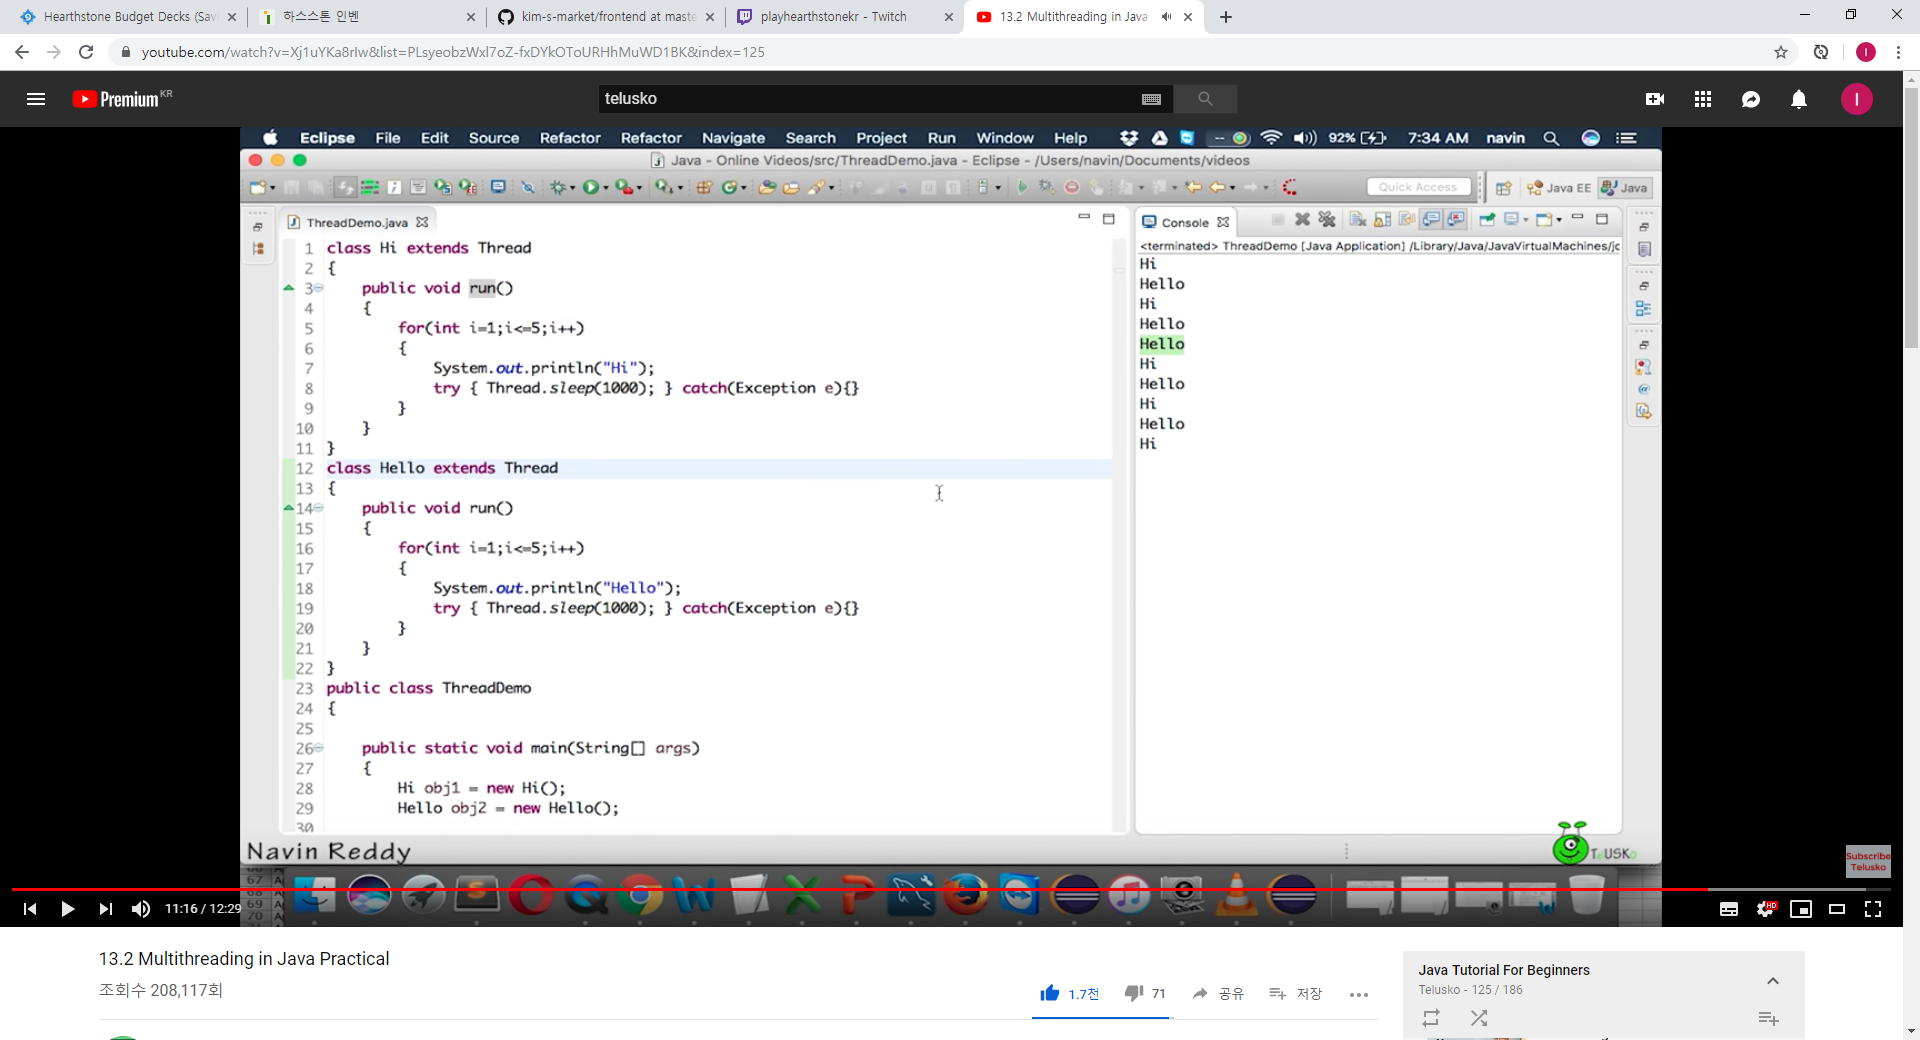 Hearthstone Budget Decks (Sav
하스스톤 인벤
kim-s-market/frontend at maste
playhearthstonekr - Twitch
13.2 Multithreading in Java
youtube.com/watch?v=Xj1uYKa8rIw&list=PLsyeobzWxl7oZ-fxDYkOToURHhMuWD1BK&index=125
I
Premium KR
telusko
I
Eclipse File Edit Source Refactor Refactor Navigate Search Project Run Window Help 92% 7:34 AM navin
Java - Online Videos/src/ThreadDemo.java - Eclipse - /Users/navin/Documents/videos
Quick Access Java EE Java
ThreadDemo.java
1 class Hi extends Thread
2 {
3 public void run()
4 {
5 for(int i=1;i<=5;i++)
6 {
7 System.out.println("Hi");
8 try { Thread.sleep(1000); } catch(Exception e){}
9 }
10 }
11 }
12 class Hello extends Thread
13 {
14 public void run()
15 {
16 for(int i=1;i<=5;i++)
17 {
18 System.out.println("Hello");
19 try { Thread.sleep(1000); } catch(Exception e){}
20 }
21 }
22 }
23 public class ThreadDemo
24 {
25
26 public static void main(String[] args)
27 {
28 Hi obj1 = new Hi();
29 Hello obj2 = new Hello();
30
Console
<terminated> ThreadDemo [Java Application] /Library/Java/JavaVirtualMachines/jc
Hi
Hello
Hi
Hello
Hello
Hi
Hello
Hi
Hello
Hi
Navin Reddy
TeLUSKo
Subscribe
Telusko
67
68
69
70
11:16 / 12:29
HD
13.2 Multithreading in Java Practical
조회수 208,117회
1.7천 71 공유 저장
Java Tutorial For Beginners
Telusko - 125 / 186